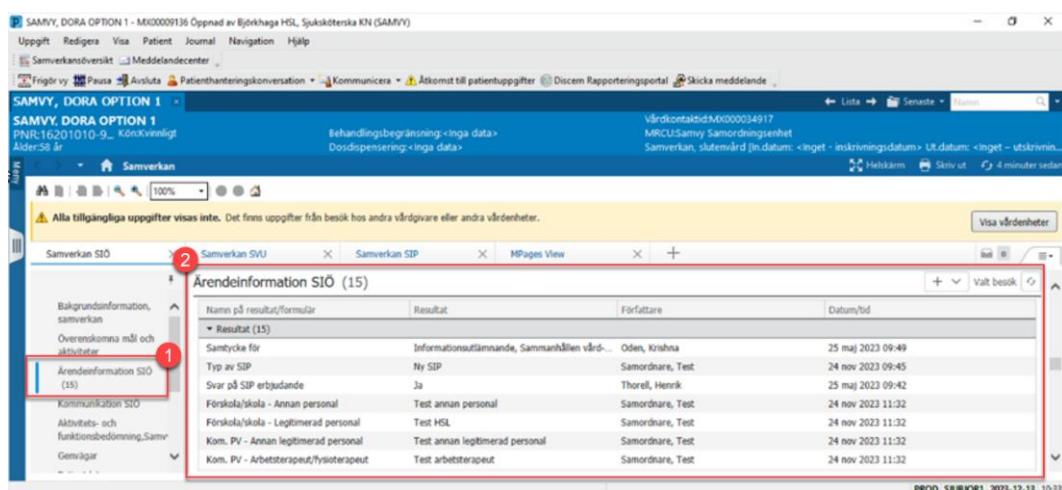 SAMVY, DORA OPTION 1 - MX00009136 Öppnad av Björkhaga HSL, Sjuksköterska KN (SAMVY)
Uppgift Redigera Visa Patient Journal Navigation Hjälp
Samverkansöversikt Meddelandecenter
Frigör vy Pausa Avsluta Patienthanteringskonversation Kommunicera Åtkomst till patientuppgifter Discern Rapporteringsportal Skicka meddelande
SAMVY, DORA OPTION 1 Lista Senaste Namn
SAMVY, DORA OPTION 1 Vårdkontaktid:MX000034917
PNR:16201010-9... Kön:Kvinnligt Behandlingsbegränsning:<Inga data> MRCU:Samvy Samordningsenhet
Ålder:58 år Dosdispensering:<Inga data> Samverkan, slutenvård [In.datum: <Inget - inskrivningsdatum> Ut.datum: <Inget - utskrivnin...
Meny Samverkan Helskärm Skriv ut 4 minuter sedan
100%
Alla tillgängliga uppgifter visas inte. Det finns uppgifter från besök hos andra vårdgivare eller andra vårdenheter. Visa vårdenheter
Samverkan SIÖ Samverkan SVU Samverkan SIP MPages View
2
Ärendeinformation SIÖ (15) Valt besök
Bakgrundsinformation, samverkan
Överenskomna mål och aktiviteter
1
Ärendeinformation SIÖ (15)
Kommunikation SIÖ
Aktivitets- och funktionsbedömning,Samv
Genvägar
Namn på resultat/formulär Resultat Författare Datum/tid
Resultat (15)
Samtycke för Informationsutlämnande, Sammanhållen vård-... Oden, Krishna 25 maj 2023 09:49
Typ av SIP Ny SIP Samordnare, Test 24 nov 2023 09:45
Svar på SIP erbjudande Ja Thorell, Henrik 25 maj 2023 09:42
Förskola/skola - Annan personal Test annan personal Samordnare, Test 24 nov 2023 11:32
Förskola/skola - Legitimerad personal Test HSL Samordnare, Test 24 nov 2023 11:32
Kom. PV - Annan legitimerad personal Test annan legitimerad personal Samordnare, Test 24 nov 2023 11:32
Kom. PV - Arbetsterapeut/fysioterapeut Test arbetsterapeut Samordnare, Test 24 nov 2023 11:32
PROD 2023-12-13